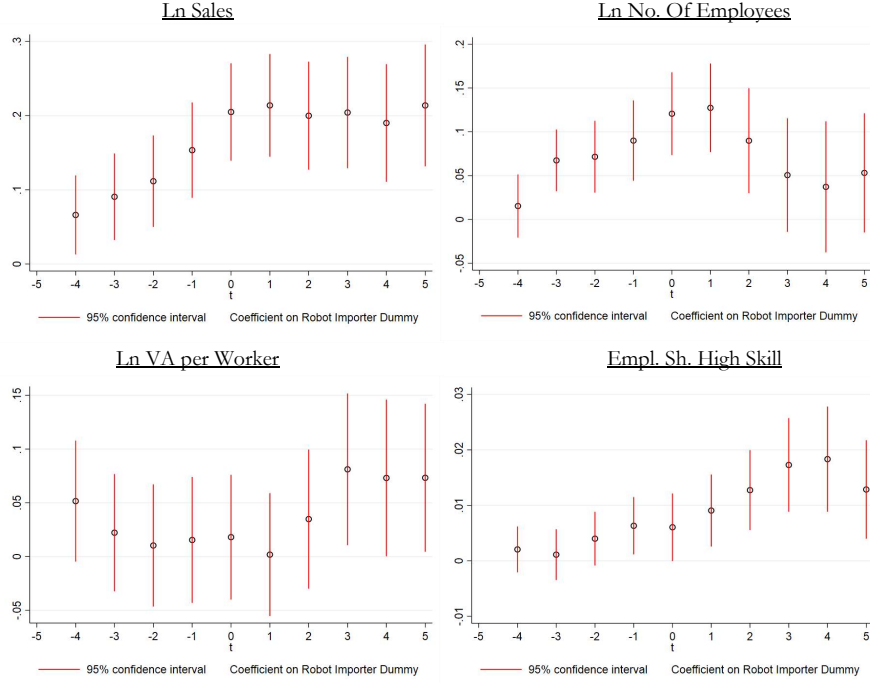 Ln Sales
.3
.2
.1
0
-5 -4 -3 -2 -1 0 1 2 3 4 5
t
95% confidence interval Coefficient on Robot Importer Dummy
Ln No. Of Employees
.2
.15
.1
.05
0
-.05
-5 -4 -3 -2 -1 0 1 2 3 4 5
t
95% confidence interval Coefficient on Robot Importer Dummy
Ln VA per Worker
.15
.1
.05
0
-.05
-5 -4 -3 -2 -1 0 1 2 3 4 5
t
95% confidence interval Coefficient on Robot Importer Dummy
Empl. Sh. High Skill
.03
.02
.01
0
-.01
-5 -4 -3 -2 -1 0 1 2 3 4 5
t
95% confidence interval Coefficient on Robot Importer Dummy